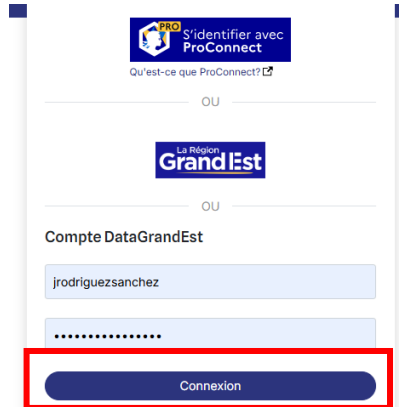 PRO
S'identifier avec
ProConnect
Qu'est-ce que ProConnect?
OU
La Région
Grand Est
OU
Compte DataGrandEst
jrodriguezsanchez
••••••••••••••••
Connexion